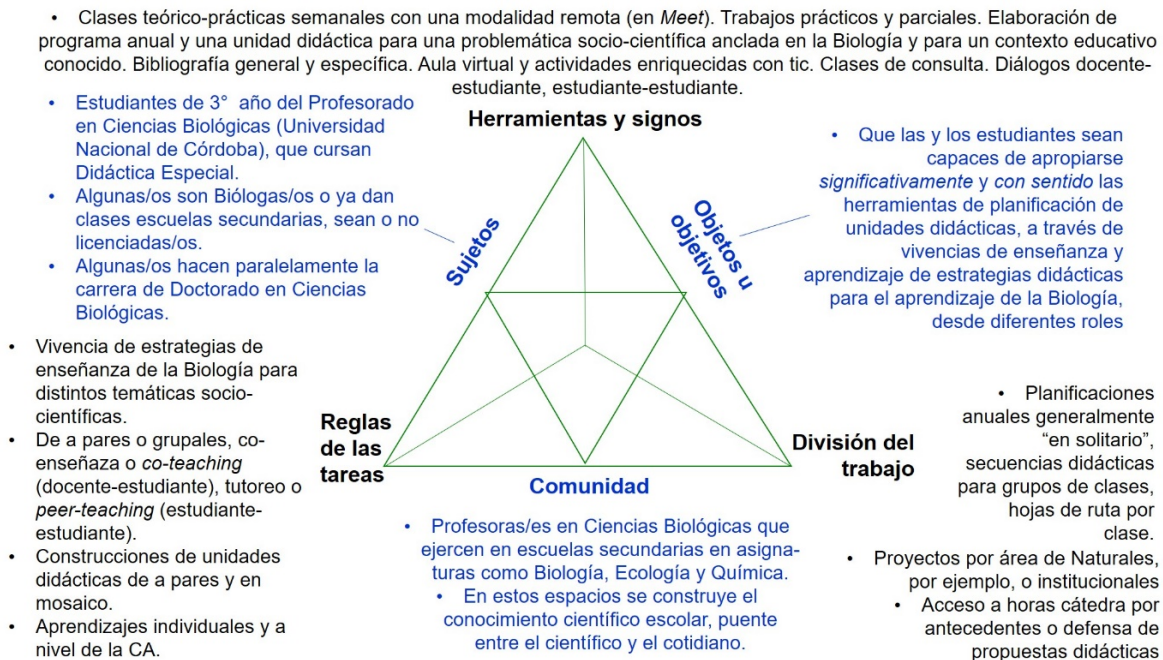 • Clases teórico-prácticas semanales con una modalidad remota (en Meet). Trabajos prácticos y parciales. Elaboración de
programa anual y una unidad didáctica para una problemática socio-científica anclada en la Biología y para un contexto educativo
conocido. Bibliografía general y específica. Aula virtual y actividades enriquecidas con tic. Clases de consulta. Diálogos docente-
estudiante, estudiante-estudiante.
Herramientas y signos
• Estudiantes de 3° año del Profesorado
en Ciencias Biológicas (Universidad
Nacional de Córdoba), que cursan
Didáctica Especial.
• Algunas/os son Biólogas/os o ya dan
clases escuelas secundarias, sean o no
licenciadas/os.
• Algunas/os hacen paralelamente la
carrera de Doctorado en Ciencias
Biológicas.
Sujetos
Objetos u
objetivos
• Que las y los estudiantes sean
capaces de apropiarse
significativamente y con sentido las
herramientas de planificación de
unidades didácticas, a través de
vivencias de enseñanza y
aprendizaje de estrategias didácticas
para el aprendizaje de la Biología,
desde diferentes roles
• Vivencia de estrategias de
enseñanza de la Biología para
distintos temáticas socio-
científicas.
• De a pares o grupales, co-
enseñaza o co-teaching
(docente-estudiante), tutoreo o
peer-teaching (estudiante-
estudiante).
• Construcciones de unidades
didácticas de a pares y en
mosaico.
• Aprendizajes individuales y a
nivel de la CA.
Reglas
de las
tareas
Comunidad
• Profesoras/es en Ciencias Biológicas que
ejercen en escuelas secundarias en asigna-
turas como Biología, Ecología y Química.
• En estos espacios se construye el
conocimiento científico escolar, puente
entre el científico y el cotidiano.
División del
trabajo
• Planificaciones
anuales generalmente
“en solitario”,
secuencias didácticas
para grupos de clases,
hojas de ruta por
clase.
• Proyectos por área de Naturales,
por ejemplo, o institucionales
• Acceso a horas cátedra por
antecedentes o defensa de
propuestas didácticas